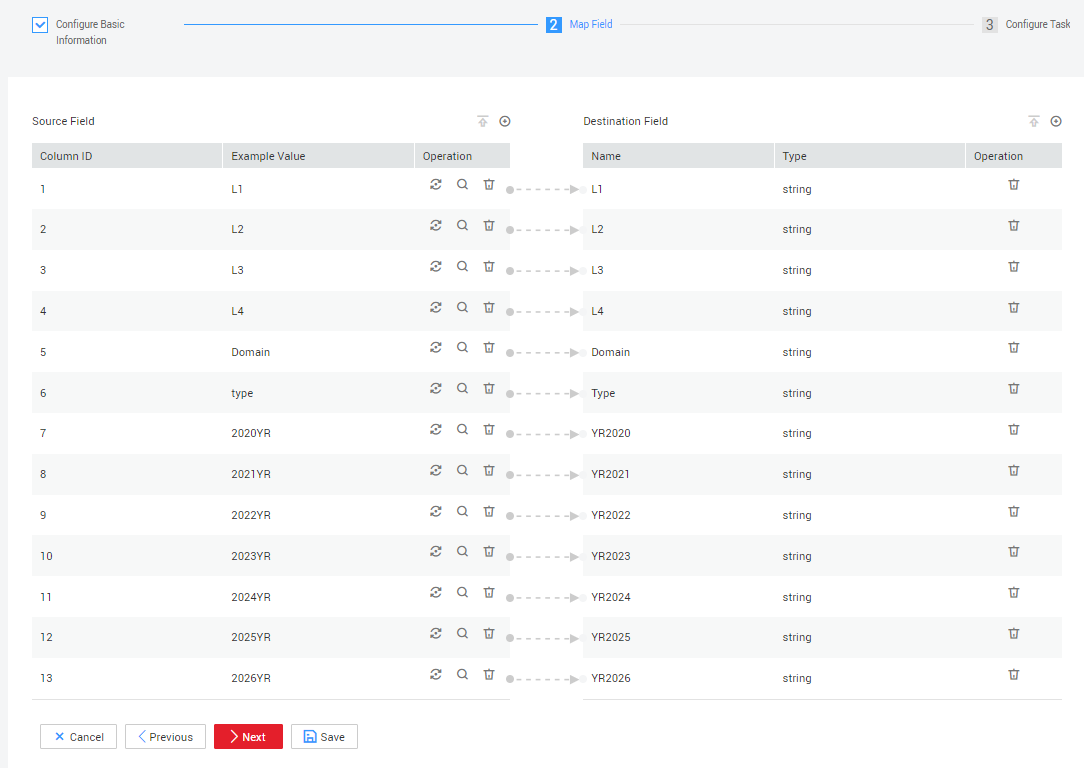 Configure Basic
Information
2 Map Field
3 Configure Task
Source Field
Destination Field
Column ID Example Value Operation Name Type Operation
1 L1 L1 string
2 L2 L2 string
3 L3 L3 string
4 L4 L4 string
5 Domain Domain string
6 type Type string
7 2020YR YR2020 string
8 2021YR YR2021 string
9 2022YR YR2022 string
10 2023YR YR2023 string
11 2024YR YR2024 string
12 2025YR YR2025 string
13 2026YR YR2026 string
Cancel Previous Next Save